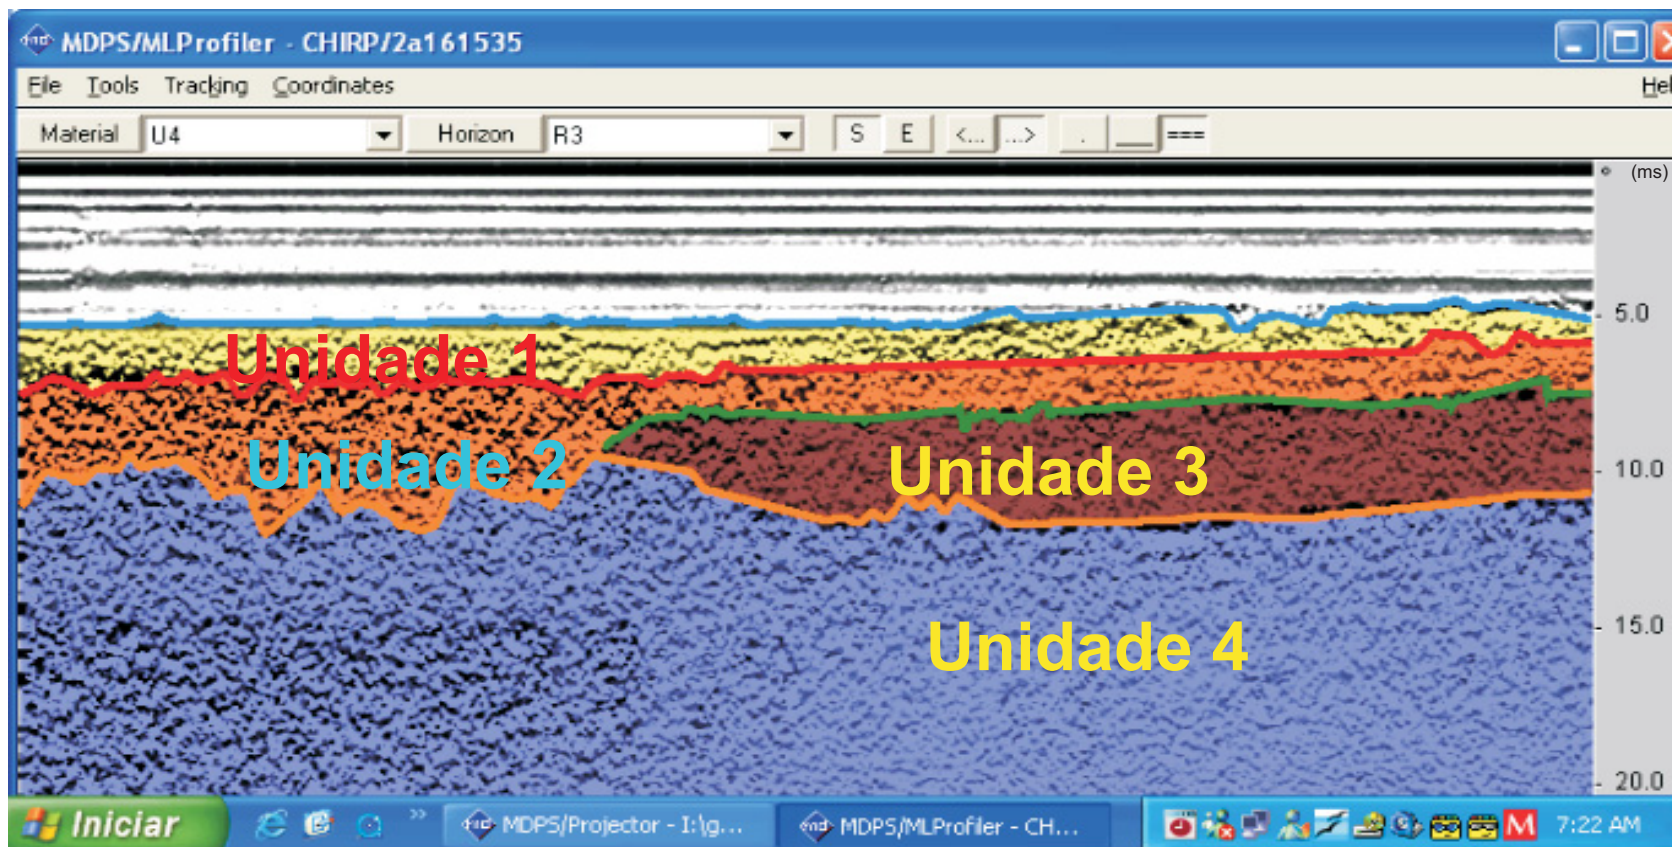 MDPS/MLProfiler - CHIRP/2a161535
File Tools Tracking Coordinates
Material U4 Horizon R3 S E <... ...> . ___ ===
(ms)
5.0
Unidade 1
Unidade 2
Unidade 3
10.0
Unidade 4
15.0
20.0
Iniciar » MDPS/Projector - I:\g... MDPS/MLProfiler - CH... M 7:22 AM